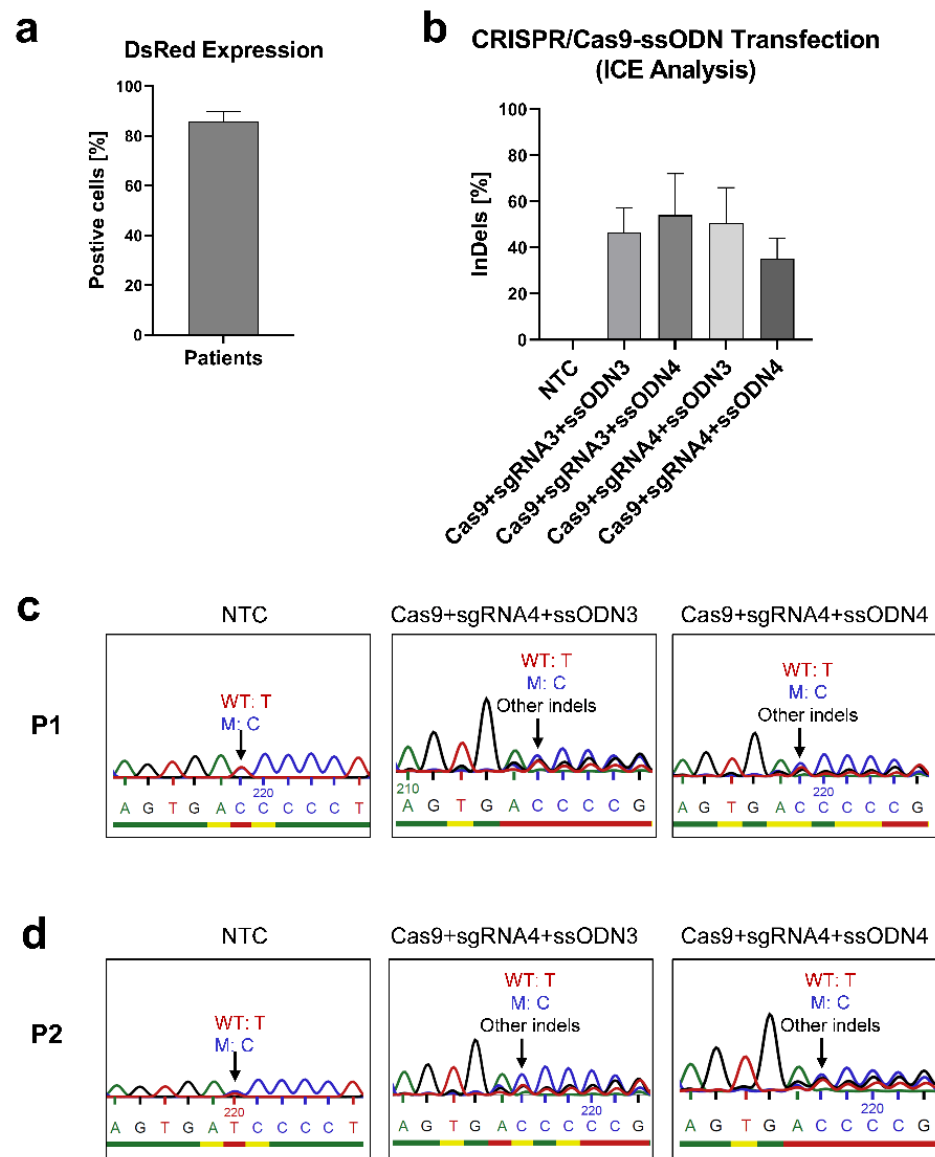 a
DsRed Expression
Postive cells [%]
100
80
60
40
20
0
Patients
b
CRISPR/Cas9-ssODN Transfection
(ICE Analysis)
InDels [%]
100
80
60
40
20
0
NTC
Cas9+sgRNA3+ssODN3
Cas9+sgRNA3+ssODN4
Cas9+sgRNA4+ssODN3
Cas9+sgRNA4+ssODN4
c
P1
NTC
WT: T
M: C
220
A G T G A C C C C C T
Cas9+sgRNA4+ssODN3
WT: T
M: C
Other indels
210
A G T G A C C C C G
Cas9+sgRNA4+ssODN4
WT: T
M: C
Other indels
220
A G T G A C C C C C G
d
P2
NTC
WT: T
M: C
220
A G T G A T C C C C T
Cas9+sgRNA4+ssODN3
WT: T
M: C
Other indels
220
A G T G A C C C C C G
Cas9+sgRNA4+ssODN4
WT: T
M: C
Other indels
220
A G T G A C C C C G